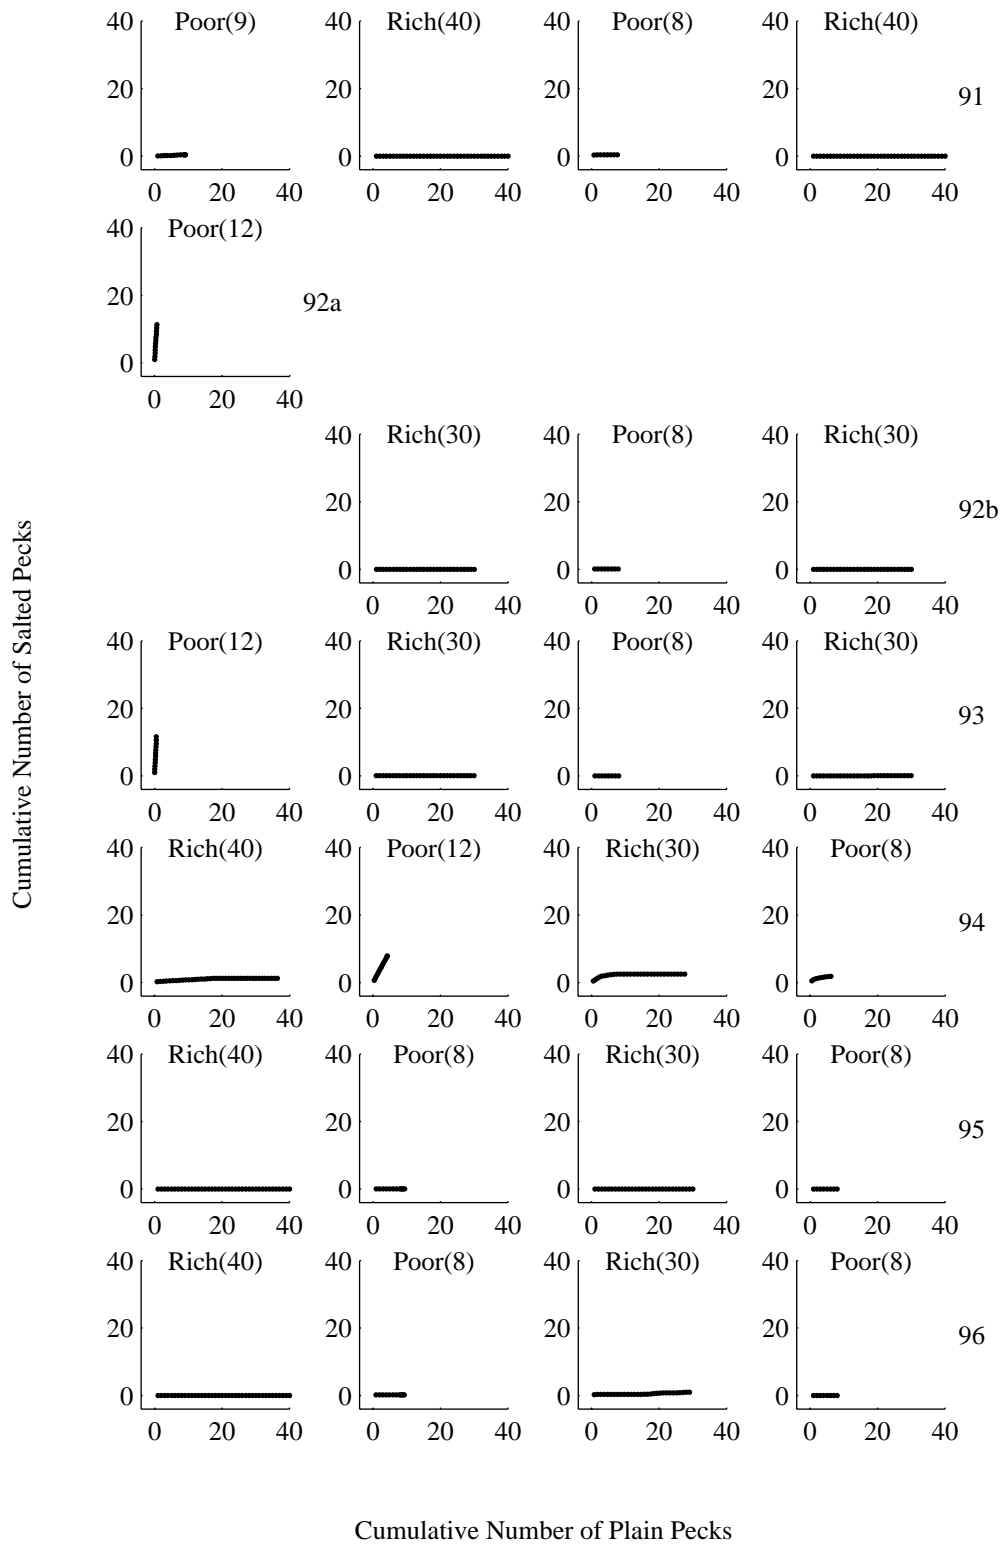 Poor(9) Rich(40) Poor(8) Rich(40)
40 40 40 40
20 20 20 20
91
0 0 0 0
0 20 40 0 20 40 0 20 40 0 20 40
Poor(12)
40
20
92a
0
0 20 40
Rich(30) Poor(8) Rich(30)
40 40 40
20 20 20
92b
0 0 0
0 20 40 0 20 40 0 20 40
Poor(12) Rich(30) Poor(8) Rich(30)
40 40 40 40
20 20 20 20
93
0 0 0 0
0 20 40 0 20 40 0 20 40 0 20 40
Rich(40) Poor(12) Rich(30) Poor(8)
40 40 40 40
20 20 20 20
94
0 0 0 0
0 20 40 0 20 40 0 20 40 0 20 40
Rich(40) Poor(8) Rich(30) Poor(8)
40 40 40 40
20 20 20 20
95
0 0 0 0
0 20 40 0 20 40 0 20 40 0 20 40
Rich(40) Poor(8) Rich(30) Poor(8)
40 40 40 40
20 20 20 20
96
0 0 0 0
0 20 40 0 20 40 0 20 40 0 20 40
Cumulative Number of Salted Pecks
Cumulative Number of Plain Pecks